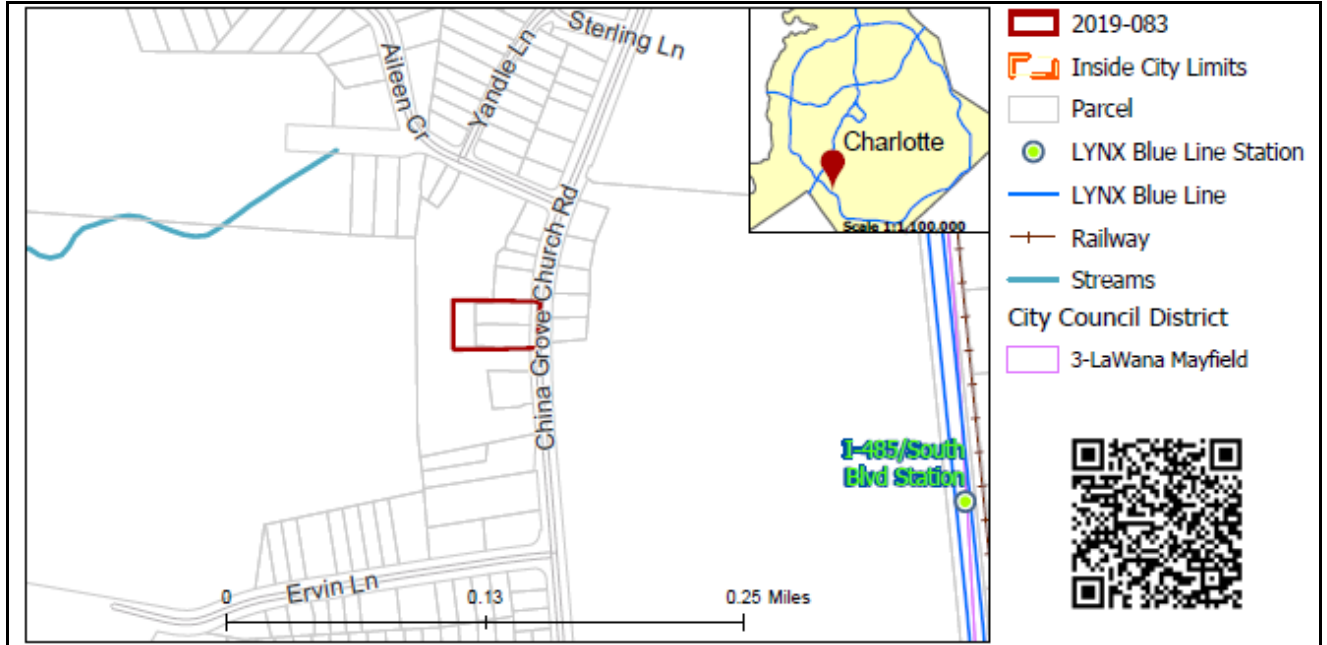 Sterling Ln
Yandle Ln
Aileen Cr
China Grove Church Rd
Ervin Ln
0
0.13
0.25 Miles
I-485/South
Blvd Station
Charlotte
Scale 1:1,100,000
2019-083
Inside City Limits
Parcel
LYNX Blue Line Station
LYNX Blue Line
Railway
Streams
City Council District
3-LaWana Mayfield